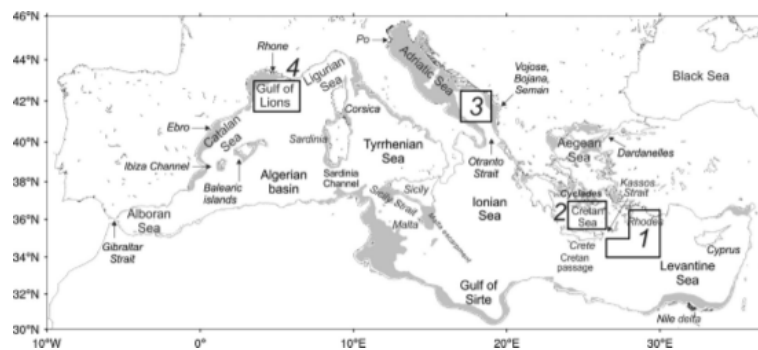 46°N
44°N
42°N
40°N
38°N
36°N
34°N
32°N
30°N
10°W
0°
10°E
20°E
30°E
Rhone
4
Gulf of
Lions
Ligurian
Sea
Po
Adriatic Sea
Vojose,
Bojana,
Seman
Black Sea
3
Corsica
Ebro
Catalan
Sea
Sardinia
Tyrrhenian
Sea
Otranto
Strait
Aegean
Sea
Dardanelles
Ibiza Channel
Balearic
islands
Algerian
basin
Sardinia
Channel
Sicily
Sicily Strait
Malta
Malta escarpment
Ionian
Sea
Cyclades
Kassos
Strait
2
Cretan
Sea
Rhodes
1
Crete
Cretan
passage
Cyprus
Levantine
Sea
Alboran
Sea
Gibraltar
Strait
Gulf of
Sirte
Nile delta